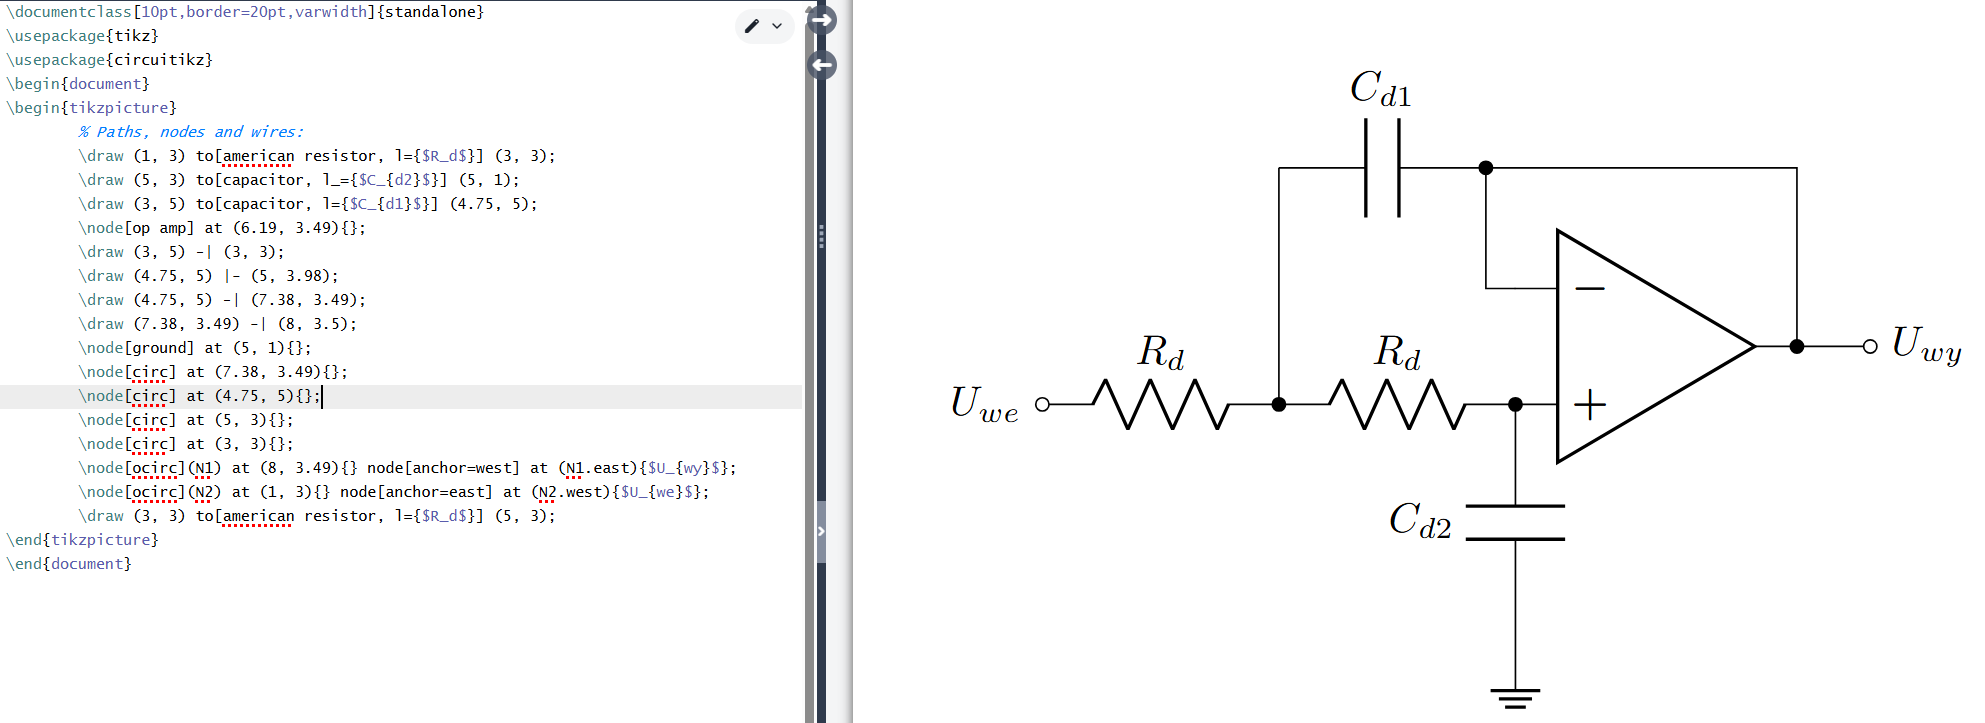 \documentclass[10pt,border=20pt,varwidth]{standalone}
\usepackage{tikz}
\usepackage{circuitikz}
\begin{document}
\begin{tikzpicture}
% Paths, nodes and wires:
\draw (1, 3) to[american resistor, l={$R_d$}] (3, 3);
\draw (5, 3) to[capacitor, l_={$C_{d2}$}] (5, 1);
\draw (3, 5) to[capacitor, l={$C_{d1}$}] (4.75, 5);
\node[op amp] at (6.19, 3.49){};
\draw (3, 5) -| (3, 3);
\draw (4.75, 5) |- (5, 3.98);
\draw (4.75, 5) -| (7.38, 3.49);
\draw (7.38, 3.49) -| (8, 3.5);
\node[ground] at (5, 1){};
\node[circ] at (7.38, 3.49){};
\node[circ] at (4.75, 5){};
\node[circ] at (5, 3){};
\node[circ] at (3, 3){};
\node[ocirc](N1) at (8, 3.49){} node[anchor=west] at (N1.east){$U_{wy}$};
\node[ocirc](N2) at (1, 3){} node[anchor=east] at (N2.west){$U_{we}$};
\draw (3, 3) to[american resistor, l={$R_d$}] (5, 3);
\end{tikzpicture}
\end{document}
C_{d1}
−
R_d
R_d
U_{wy}
U_{we}
+
C_{d2}